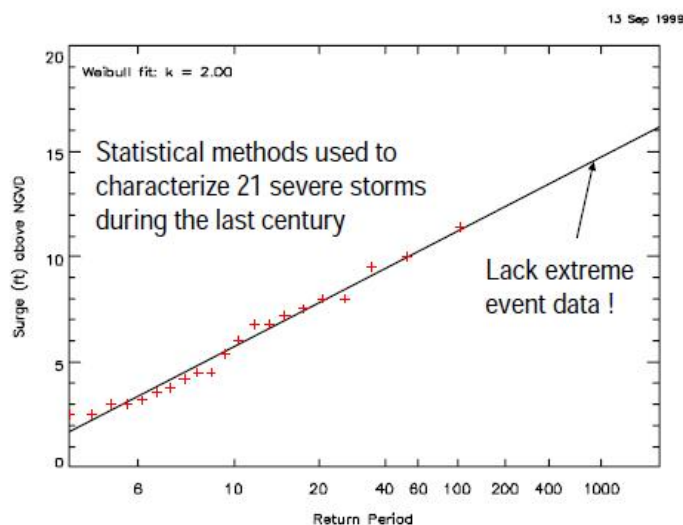 13 Sep 1999
20
Weibull fit: k = 2.00
Statistical methods used to
characterize 21 severe storms
during the last century
15
Surge (ft) above NGVD
10
Lack extreme
event data !
5
0
6 10 20 40 60 100 200 400 1000
Return Period